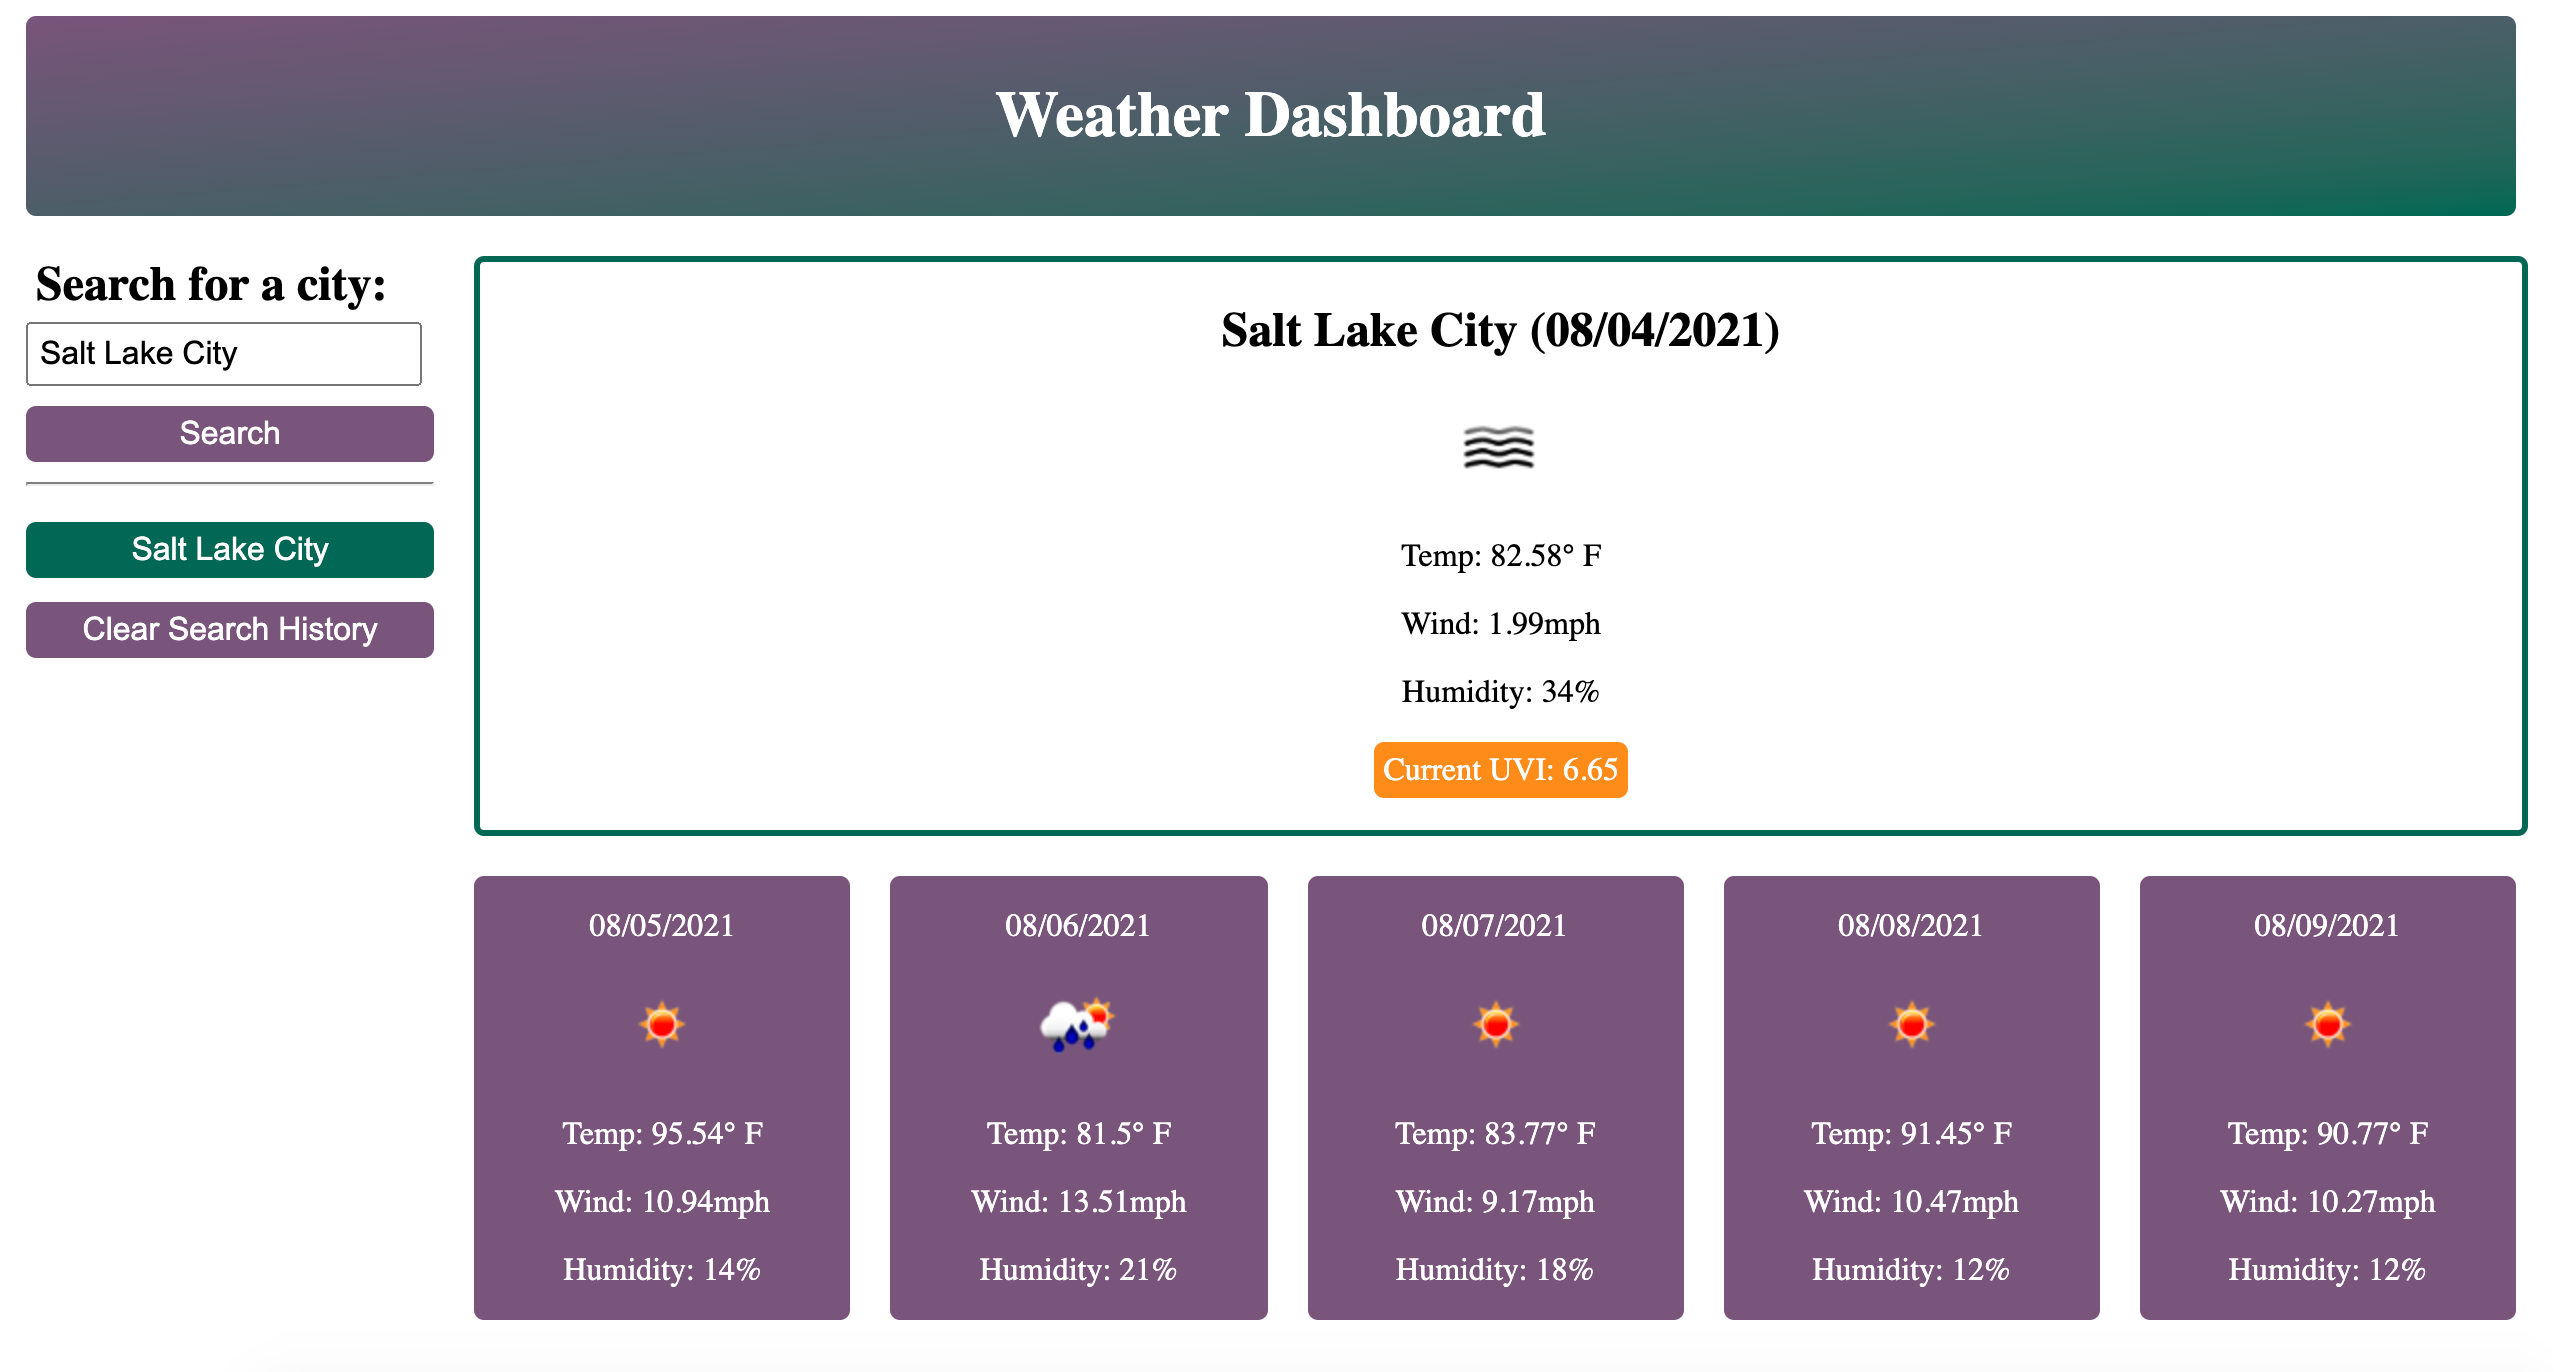 Weather Dashboard
Search for a city:
Salt Lake City
Search
Salt Lake City
Clear Search History
Salt Lake City (08/04/2021)
Temp: 82.58° F
Wind: 1.99mph
Humidity: 34%
Current UVI: 6.65
08/05/2021
Temp: 95.54° F
Wind: 10.94mph
Humidity: 14%
08/06/2021
Temp: 81.5° F
Wind: 13.51mph
Humidity: 21%
08/07/2021
Temp: 83.77° F
Wind: 9.17mph
Humidity: 18%
08/08/2021
Temp: 91.45° F
Wind: 10.47mph
Humidity: 12%
08/09/2021
Temp: 90.77° F
Wind: 10.27mph
Humidity: 12%